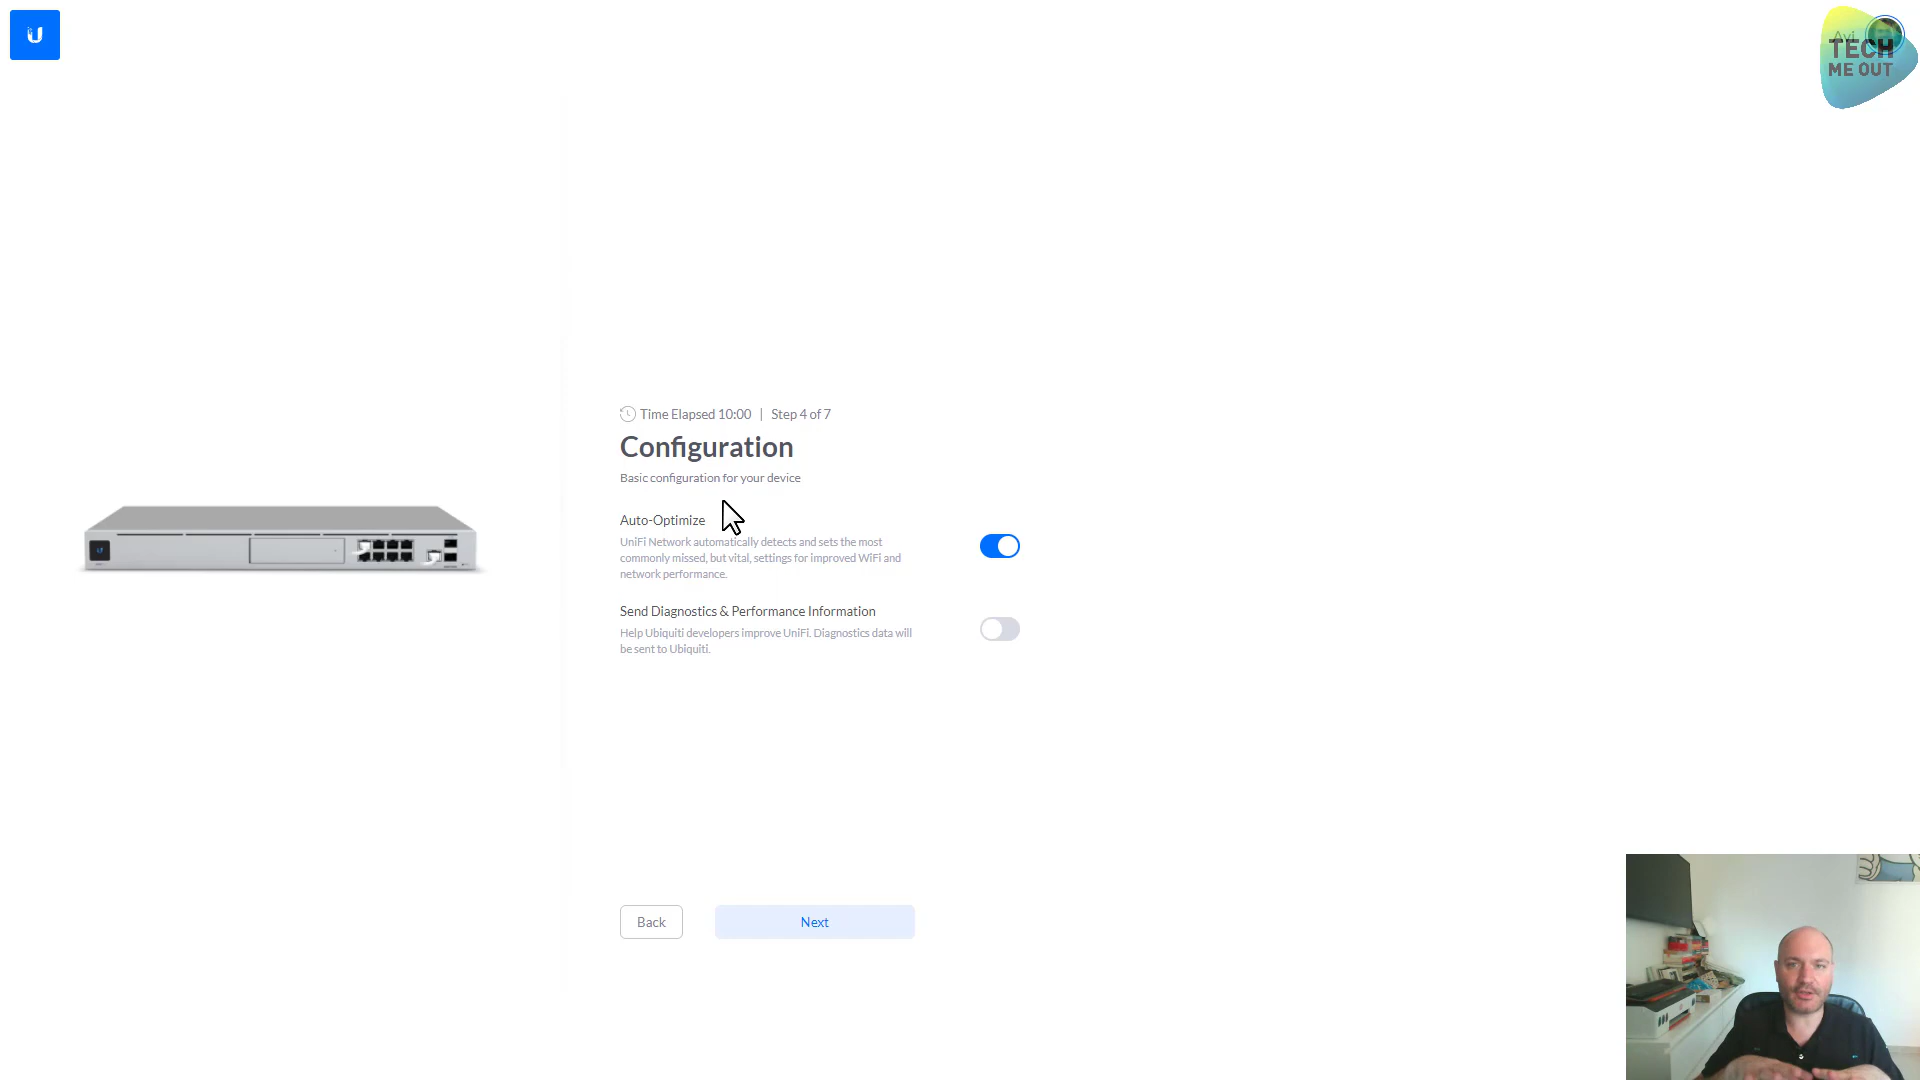 Avi
TECH
ME OUT
Time Elapsed 10:00 | Step 4 of 7
Configuration
Basic configuration for your device
Auto-Optimize
UniFi Network automatically detects and sets the most
commonly missed, but vital, settings for improved WiFi and
network performance.
Send Diagnostics & Performance Information
Help Ubiquiti developers improve UniFi. Diagnostics data will
be sent to Ubiquiti.
Back
Next